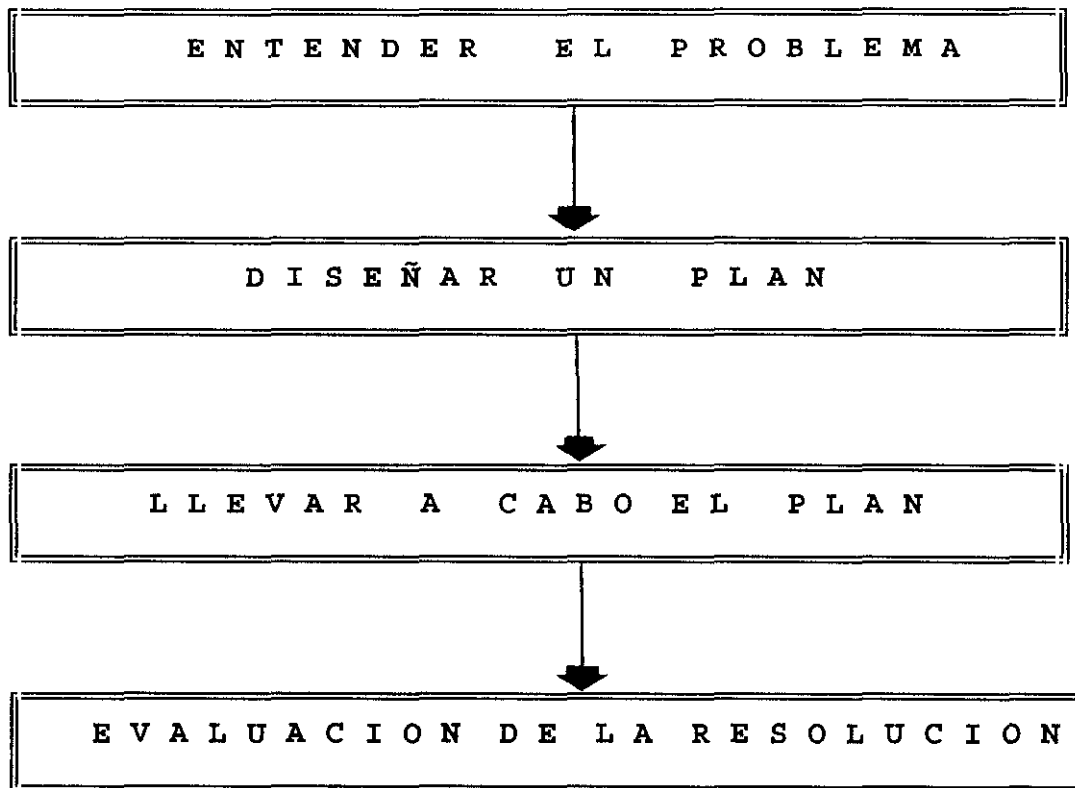 ENTENDER EL PROBLEMA
DISEÑAR UN PLAN
LLEVAR A CABO EL PLAN
EVALUACION DE LA RESOLUCION